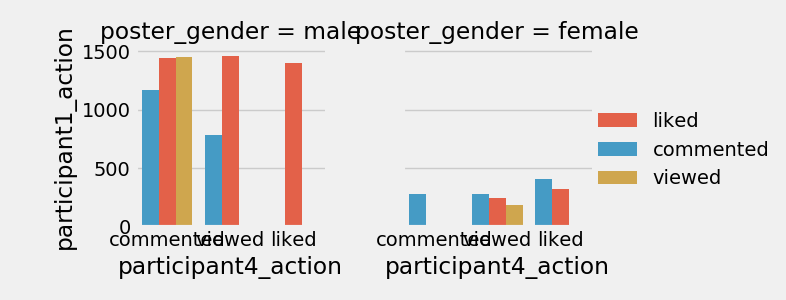 poster_gender = male
poster_gender = female
participant1_action
1500
1000
500
0
commented
viewed
liked
commented
viewed
liked
participant4_action
participant4_action
liked
commented
viewed